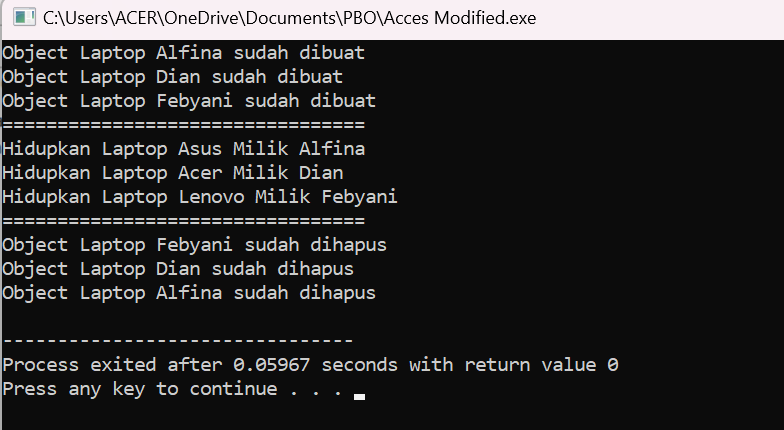 C:\Users\ACER\OneDrive\Documents\PBO\Acces Modified.exe
Object Laptop Alfina sudah dibuat
Object Laptop Dian sudah dibuat
Object Laptop Febyani sudah dibuat
=================================
Hidupkan Laptop Asus Milik Alfina
Hidupkan Laptop Acer Milik Dian
Hidupkan Laptop Lenovo Milik Febyani
=================================
Object Laptop Febyani sudah dihapus
Object Laptop Dian sudah dihapus
Object Laptop Alfina sudah dihapus
--------------------------------
Process exited after 0.05967 seconds with return value 0
Press any key to continue . . .